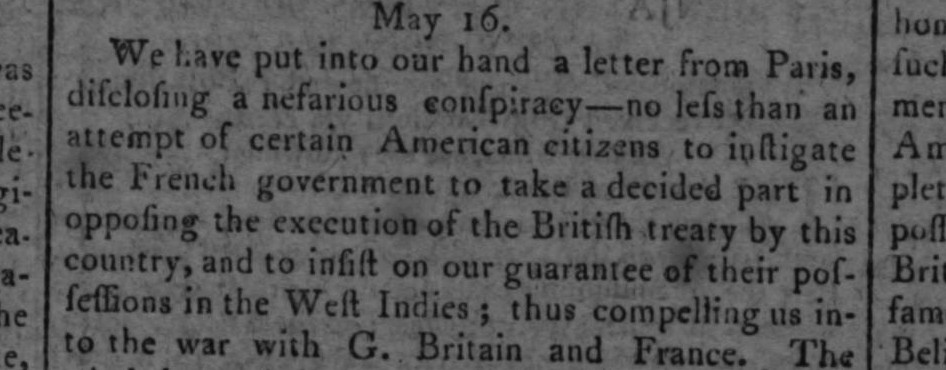 May 16.
We have put into our hand a letter from Paris,
diſcloſing a nefarious conſpiracy—no leſs than an
attempt of certain American citizens to inſtigate
the French government to take a decided part in
oppoſing the execution of the Britiſh treaty by this
country, and to inſiſt on our guarantee of their poſ-
ſeſſions in the Weſt Indies; thus compelling us in-
to the war with G. Britain and France. The